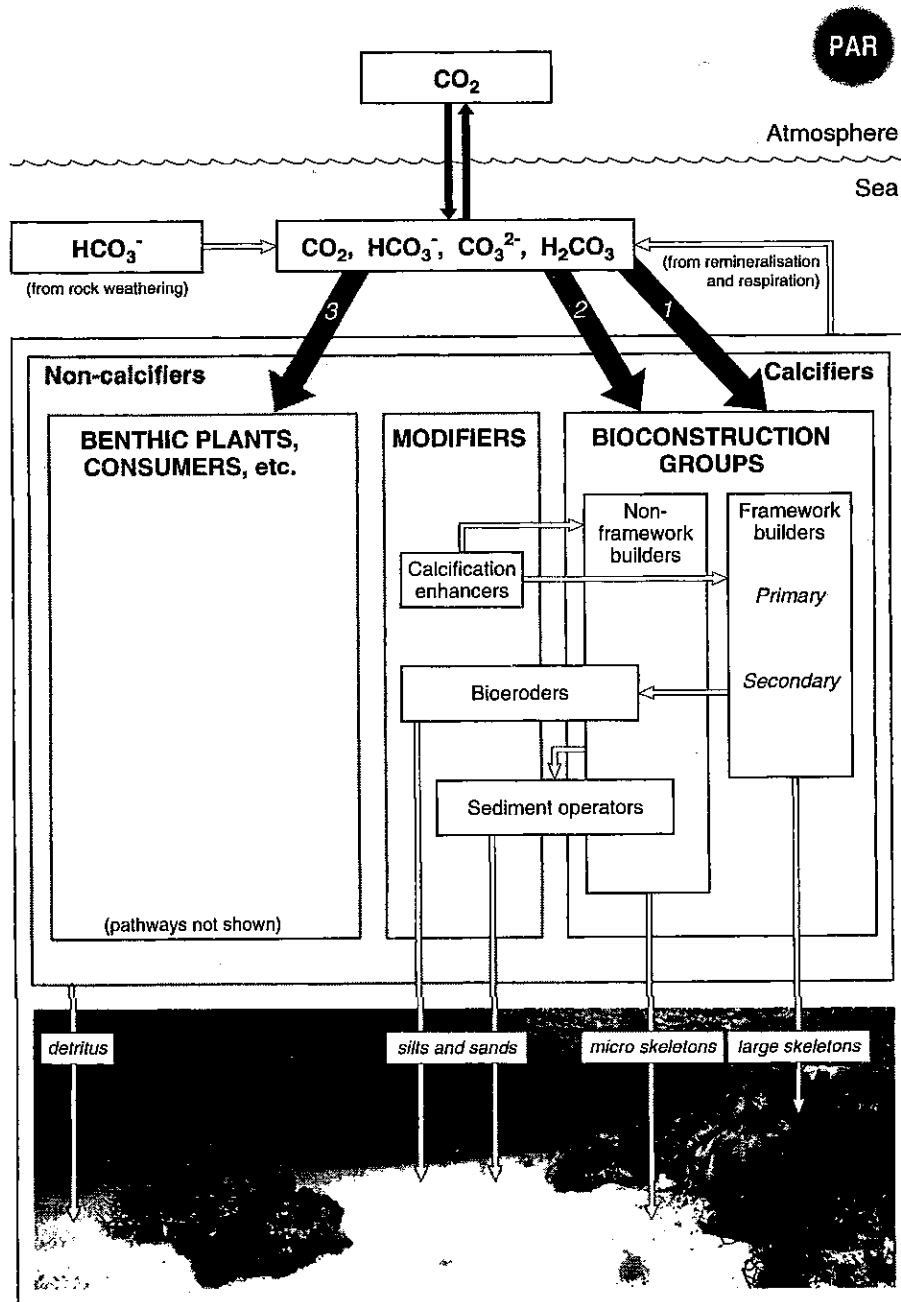 PAR
CO₂
Atmosphere
Sea
HCO₃⁻
(from rock weathering)
CO₂, HCO₃⁻, CO₃²⁻, H₂CO₃
(from remineralisation
and respiration)
3
2
1
Non-calcifiers
Calcifiers
BENTHIC PLANTS,
CONSUMERS, etc.
MODIFIERS
BIOCONSTRUCTION
GROUPS
Non-
framework
builders
Framework
builders
Calcification
enhancers
Primary
Secondary
Bioeroders
Sediment operators
(pathways not shown)
detritus
silts and sands
micro skeletons
large skeletons